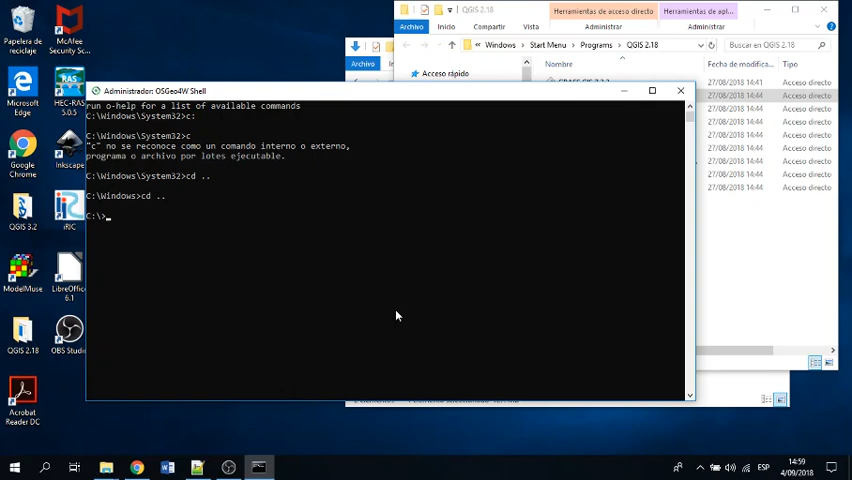 Papelera de
reciclaje
McAfee
Security Sc...
Microsoft
Edge
HEC-RAS
5.0.5
Google
Chrome
Inkscape
QGIS 3.2
iRIC
ModelMuse
LibreOffice
6.1
QGIS 2.18
OBS Studio
Acrobat
Reader DC
Herramientas de acceso directo
Herramientas de apl...
QGIS 2.18
Archivo
Inicio
Compartir
Vista
Administrar
Administrar
Windows
Start Menu
Programs
QGIS 2.18
Buscar en QGIS 2.18
Archivo
Acceso rápido
Nombre
Fecha de modifica...
Tipo
27/08/2018 14:41
Acceso directo
27/08/2018 14:44
Acceso directo
27/08/2018 14:44
Acceso directo
27/08/2018 14:44
Acceso directo
27/08/2018 14:44
Acceso directo
27/08/2018 14:44
Acceso directo
27/08/2018 14:44
Acceso directo
27/08/2018 14:44
Acceso directo
27/08/2018 14:44
Acceso directo
Administrador: OSGeo4W Shell
run o-help for a list of available commands
C:\Windows\System32>c:
C:\Windows\System32>c
"c" no se reconoce como un comando interno o externo,
programa o archivo por lotes ejecutable.
C:\Windows\System32>cd ..
C:\Windows>cd ..
C:\>
ESP
14:59
4/09/2018